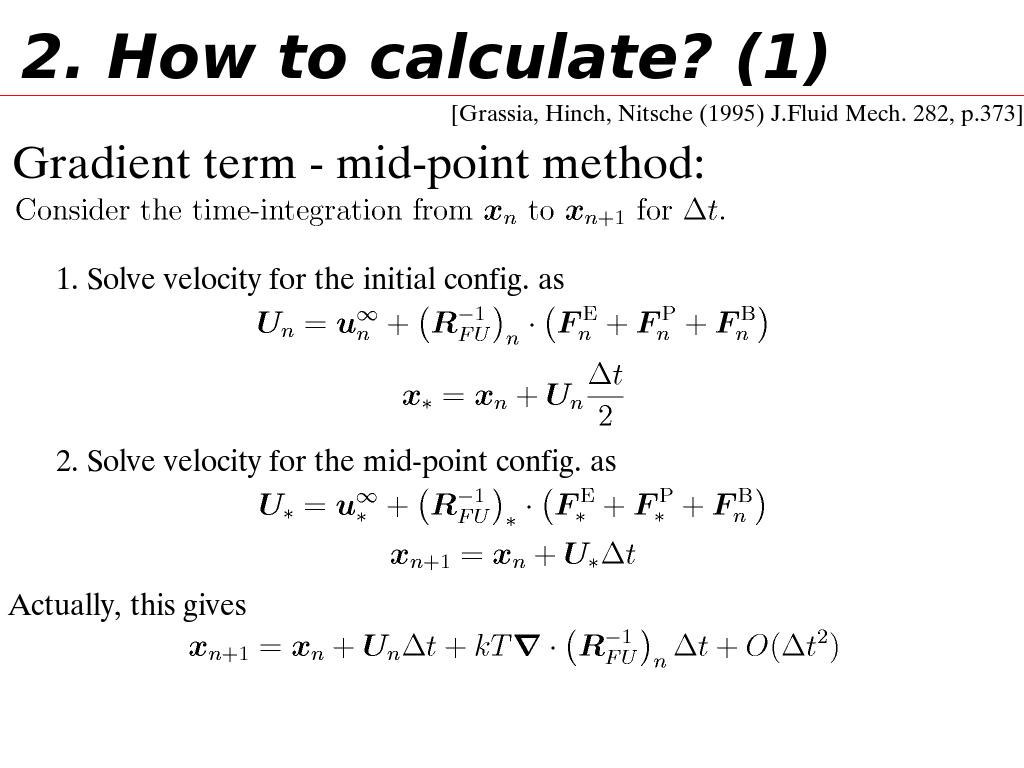 2. How to calculate? (1)
[Grassia, Hinch, Nitsche (1995) J.Fluid Mech. 282, p.373]
Gradient term - mid-point method:
Consider the time-integration from $\boldsymbol{x}_n$ to $\boldsymbol{x}_{n+1}$ for $\Delta t$.
1. Solve velocity for the initial config. as
$\boldsymbol{U}_n = \boldsymbol{u}_n^\infty + \left(\boldsymbol{R}_{FU}^{-1}\right)_n \cdot \left(\boldsymbol{F}_n^{\mathrm{E}} + \boldsymbol{F}_n^{\mathrm{P}} + \boldsymbol{F}_n^{\mathrm{B}}\right)$
$\boldsymbol{x}_* = \boldsymbol{x}_n + \boldsymbol{U}_n \frac{\Delta t}{2}$
2. Solve velocity for the mid-point config. as
$\boldsymbol{U}_* = \boldsymbol{u}_*^\infty + \left(\boldsymbol{R}_{FU}^{-1}\right)_* \cdot \left(\boldsymbol{F}_*^{\mathrm{E}} + \boldsymbol{F}_*^{\mathrm{P}} + \boldsymbol{F}_n^{\mathrm{B}}\right)$
$\boldsymbol{x}_{n+1} = \boldsymbol{x}_n + \boldsymbol{U}_* \Delta t$
Actually, this gives
$\boldsymbol{x}_{n+1} = \boldsymbol{x}_n + \boldsymbol{U}_n \Delta t + kT \boldsymbol{\nabla} \cdot \left(\boldsymbol{R}_{FU}^{-1}\right)_n \Delta t + O(\Delta t^2)$